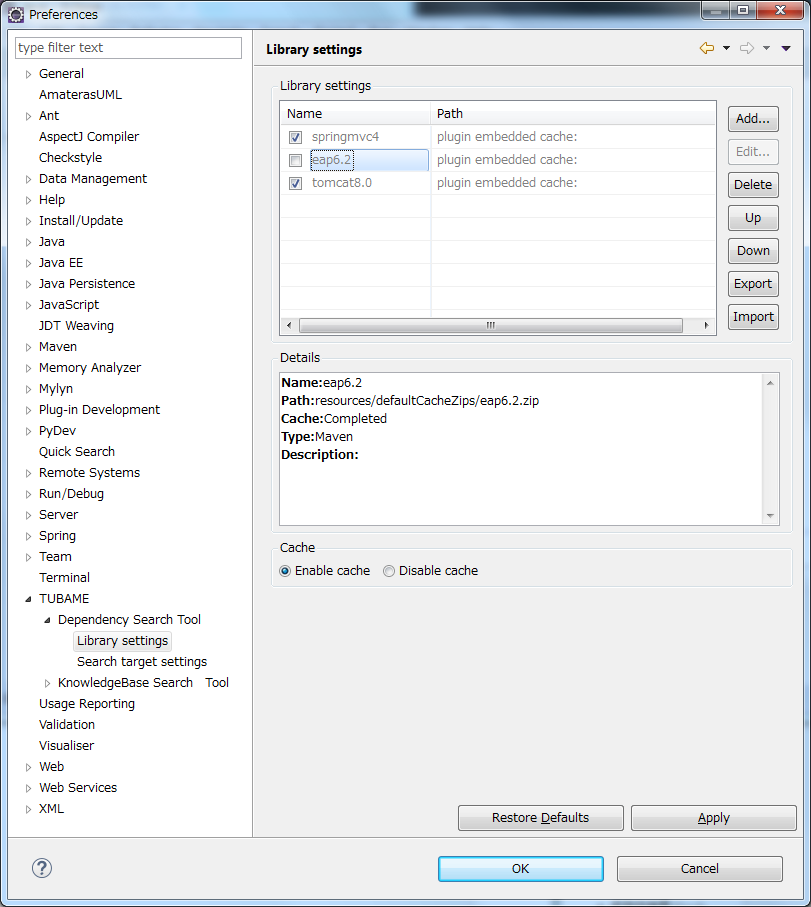 Preferences
type filter text
General
AmaterasUML
Ant
AspectJ Compiler
Checkstyle
Data Management
Help
Install/Update
Java
Java EE
Java Persistence
JavaScript
JDT Weaving
Maven
Memory Analyzer
Mylyn
Plug-in Development
PyDev
Quick Search
Remote Systems
Run/Debug
Server
Spring
Team
Terminal
TUBAME
Dependency Search Tool
Library settings
Search target settings
KnowledgeBase Search Tool
Usage Reporting
Validation
Visualiser
Web
Web Services
XML
Library settings
Library settings
Name Path
springmvc4 plugin embedded cache:
eap6.2 plugin embedded cache:
tomcat8.0 plugin embedded cache:
Add...
Edit...
Delete
Up
Down
Export
Import
Details
Name:eap6.2
Path:resources/defaultCacheZips/eap6.2.zip
Cache:Completed
Type:Maven
Description:
Cache
Enable cache Disable cache
Restore Defaults Apply
? OK Cancel